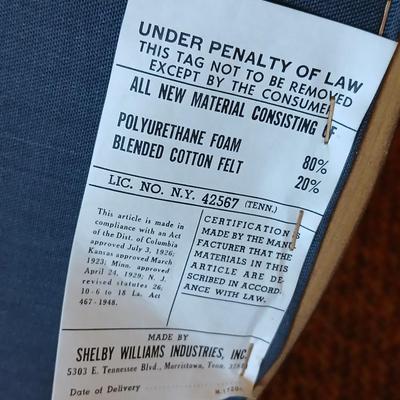 UNDER PENALTY OF LAW
THIS TAG NOT TO BE REMOVED
EXCEPT BY THE CONSUMER
ALL NEW MATERIAL CONSISTING OF
POLYURETHANE FOAM 80%
BLENDED COTTON FELT 20%
LIC. NO. N.Y. 42567 (TENN.)
This article is made in
compliance with an Act
of the Dist. of Columbia
approved July 3, 1926;
Kansas approved March
1923; Minn. approved
April 24, 1929; N. J.
revised statutes 26;
10-6 to 18 La. Act
467-1948.
CERTIFICATION IS
MADE BY THE MANU
FACTURER THAT THE
MATERIALS IN THIS
ARTICLE ARE DE-
SCRIBED IN ACCORD
ANCE WITH LAW.
MADE BY
SHELBY WILLIAMS INDUSTRIES, INC.
5303 E. Tennessee Blvd., Morristown, Tenn.
Date of Delivery